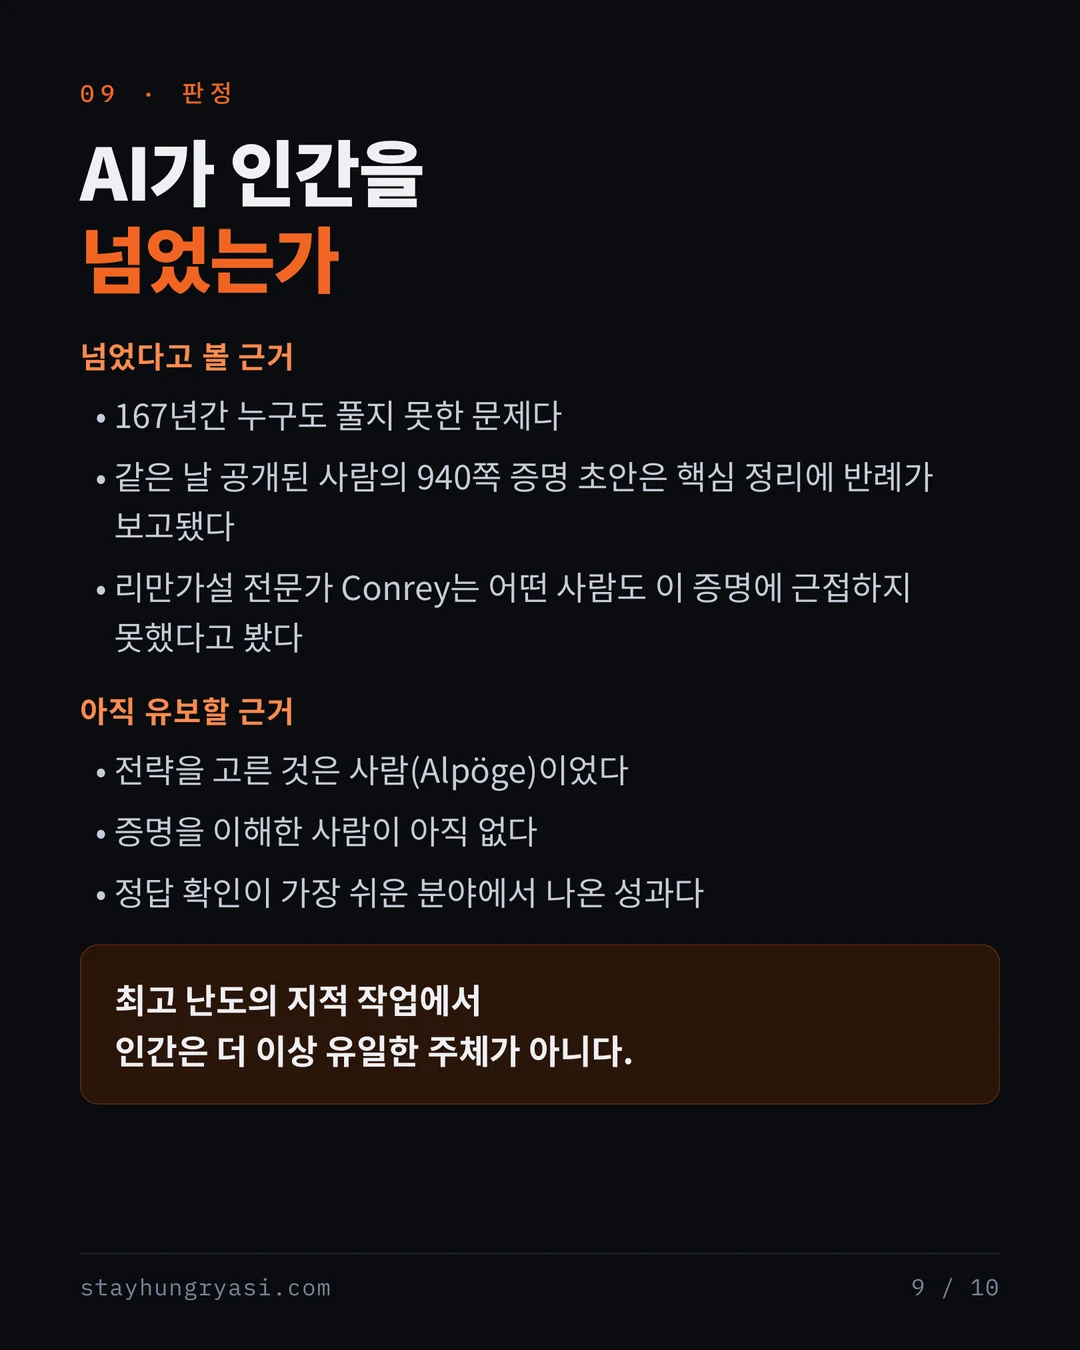 09 · 판정
AI가 인간을
넘었는가
넘었다고 볼 근거
• 167년간 누구도 풀지 못한 문제다
• 같은 날 공개된 사람의 940쪽 증명 초안은 핵심 정리에 반례가
보고됐다
• 리만가설 전문가 Conrey는 어떤 사람도 이 증명에 근접하지
못했다고 봤다
아직 유보할 근거
• 전략을 고른 것은 사람(Alpöge)이었다
• 증명을 이해한 사람이 아직 없다
• 정답 확인이 가장 쉬운 분야에서 나온 성과다
최고 난도의 지적 작업에서
인간은 더 이상 유일한 주체가 아니다.
stayhungryasi.com
9 / 10